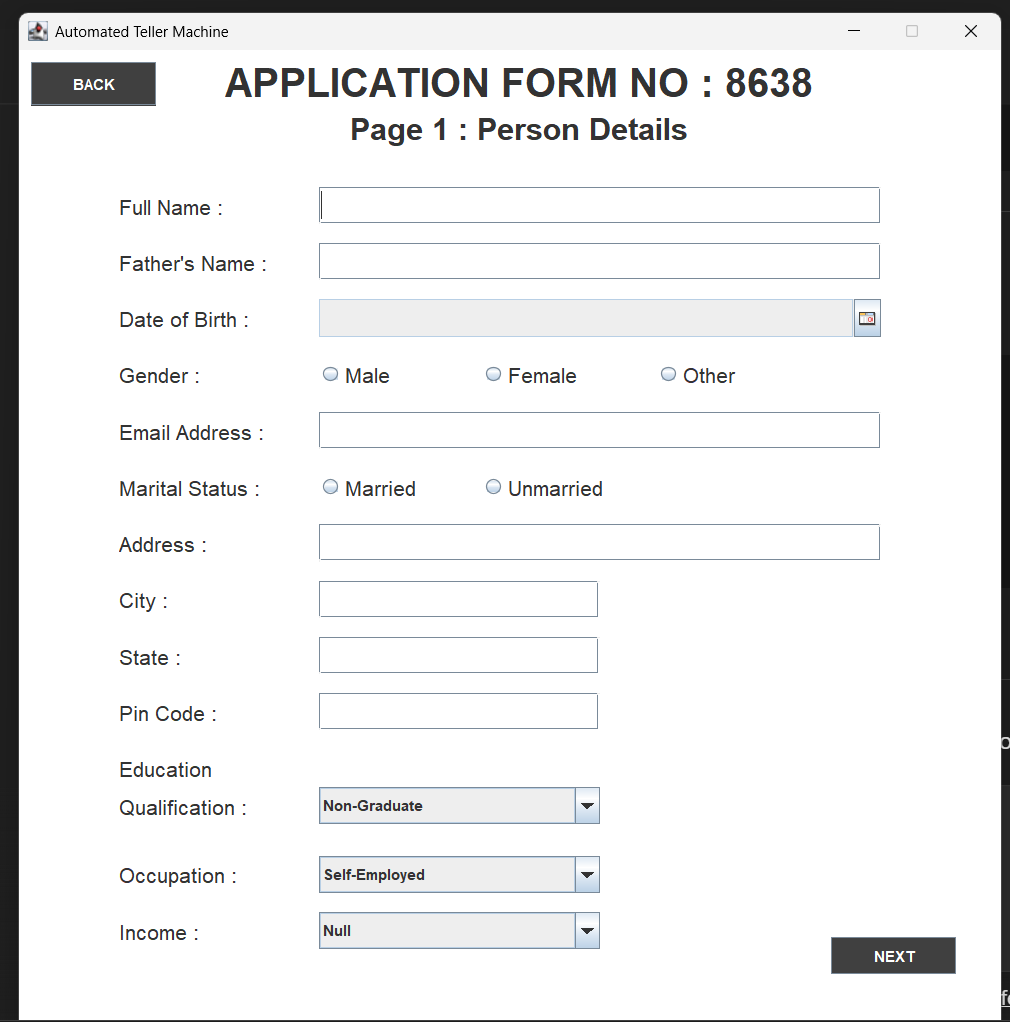 Automated Teller Machine
BACK
APPLICATION FORM NO : 8638
Page 1 : Person Details
Full Name :
Father's Name :
Date of Birth :
Gender : Male Female Other
Email Address :
Marital Status : Married Unmarried
Address :
City :
State :
Pin Code :
Education
Qualification : Non-Graduate
Occupation : Self-Employed
Income : Null
NEXT